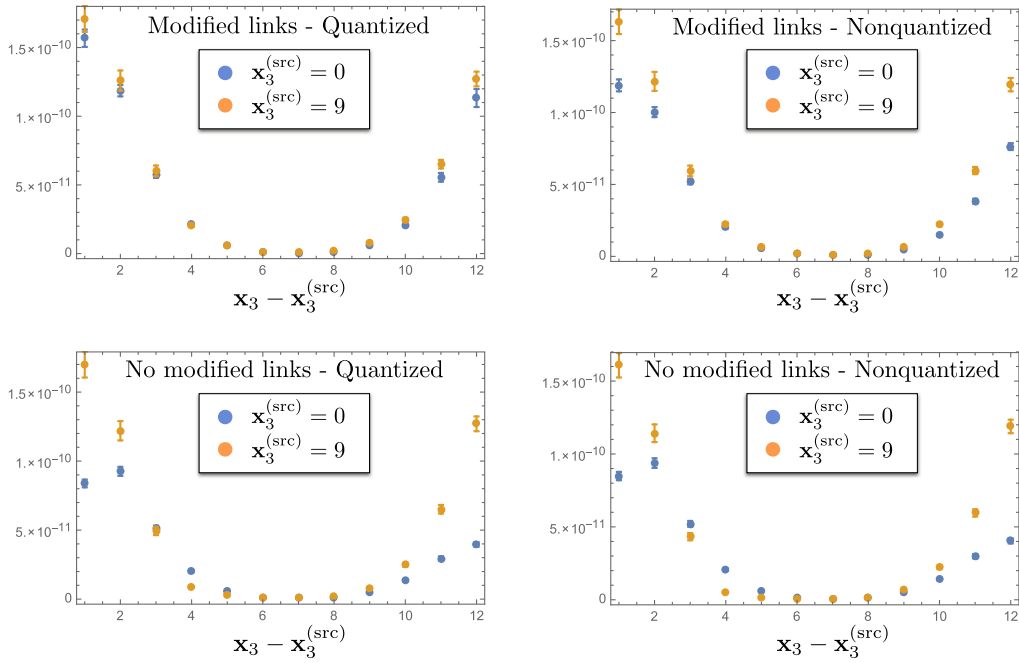 Modified links - Quantized
x₃^(src) = 0
x₃^(src) = 9
1.5×10⁻¹⁰
1.×10⁻¹⁰
5.×10⁻¹¹
0
2 4 6 8 10 12
x₃ − x₃^(src)
Modified links - Nonquantized
x₃^(src) = 0
x₃^(src) = 9
1.5×10⁻¹⁰
1.×10⁻¹⁰
5.×10⁻¹¹
0
2 4 6 8 10 12
x₃ − x₃^(src)
No modified links - Quantized
x₃^(src) = 0
x₃^(src) = 9
1.5×10⁻¹⁰
1.×10⁻¹⁰
5.×10⁻¹¹
0
2 4 6 8 10 12
x₃ − x₃^(src)
No modified links - Nonquantized
x₃^(src) = 0
x₃^(src) = 9
1.5×10⁻¹⁰
1.×10⁻¹⁰
5.×10⁻¹¹
0
2 4 6 8 10 12
x₃ − x₃^(src)